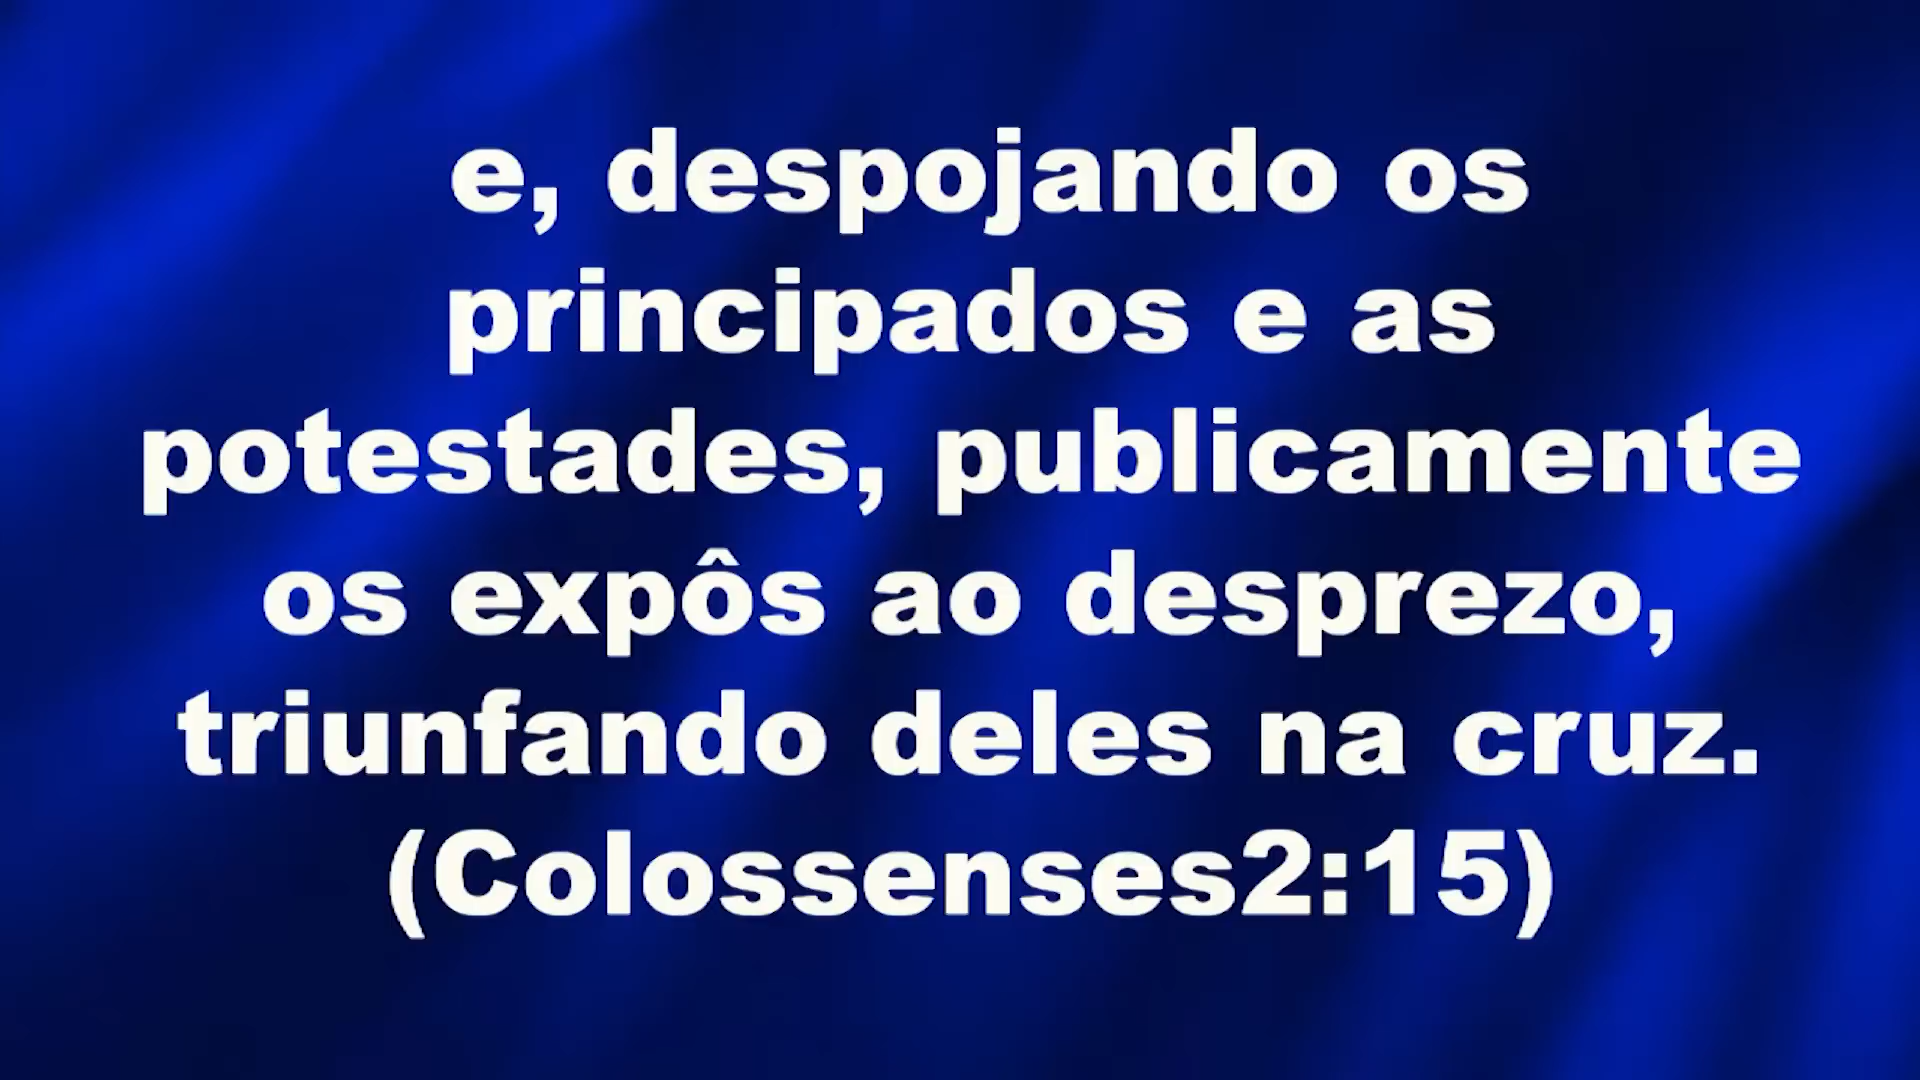 e, despojando os
principados e as
potestades, publicamente
os expôs ao desprezo,
triunfando deles na cruz.
(Colossenses2:15)